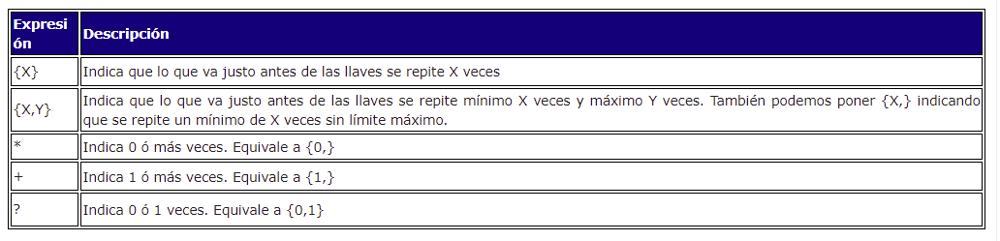 Expresi
ón
Descripción
{X}
Indica que lo que va justo antes de las llaves se repite X veces
{X,Y}
Indica que lo que va justo antes de las llaves se repite mínimo X veces y máximo Y veces. También podemos poner {X,} indicando
que se repite un mínimo de X veces sin límite máximo.
*
Indica 0 ó más veces. Equivale a {0,}
+
Indica 1 ó más veces. Equivale a {1,}
?
Indica 0 ó 1 veces. Equivale a {0,1}